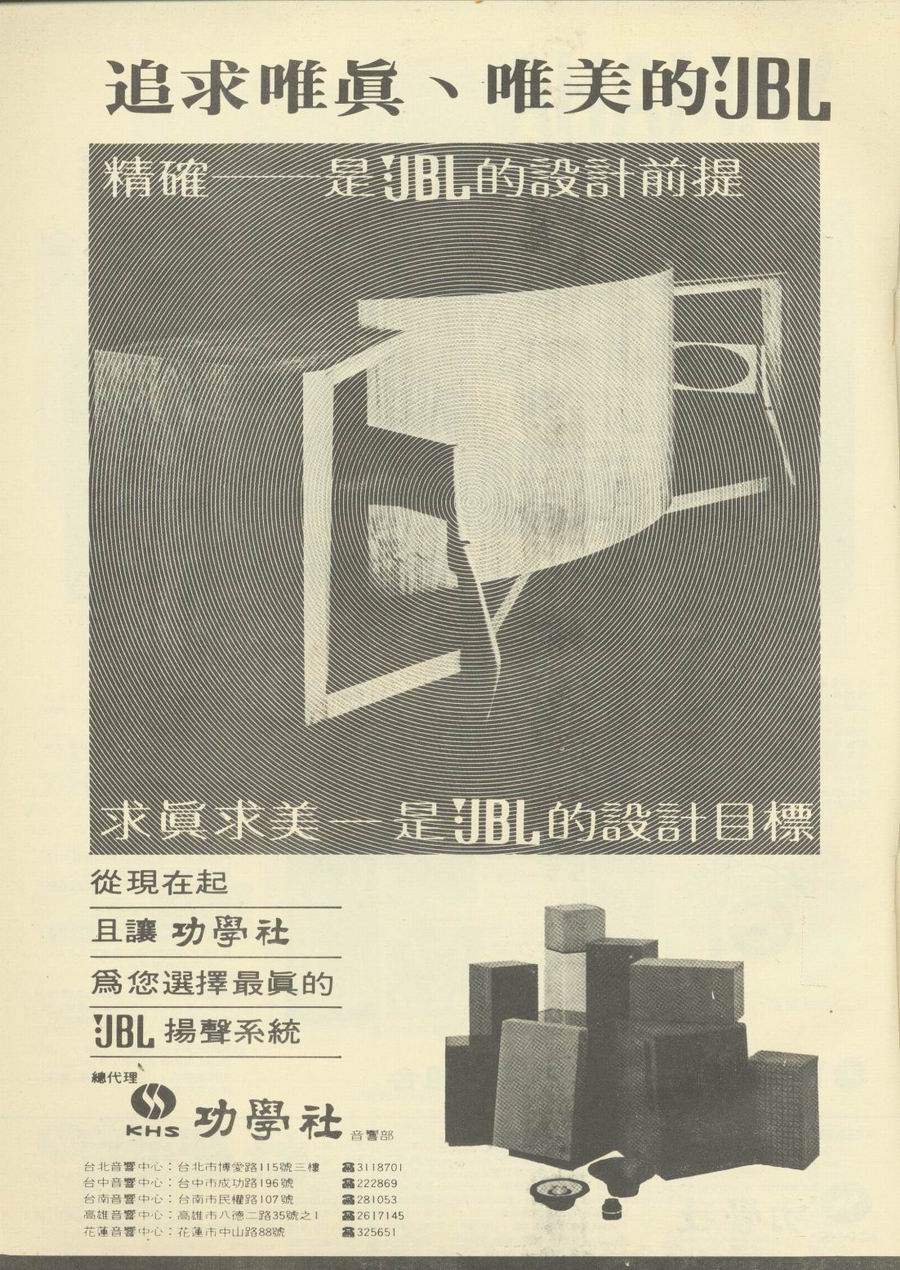 追求唯眞、唯美的JBL
精確——是JBL的設計前提
求眞求美——是JBL的設計目標
從現在起
且讓 功學社
爲您選擇最眞的
JBL 揚聲系統
總代理
KHS 功學社 音響部
台北音響中心：台北市博愛路115號三樓 ☎3118701
台中音響中心：台中市成功路196號 ☎222869
台南音響中心：台南市民權路107號 ☎281053
高雄音響中心：高雄市八德二路35號之1 ☎2617145
花蓮音響中心：花蓮市中山路88號 ☎325651